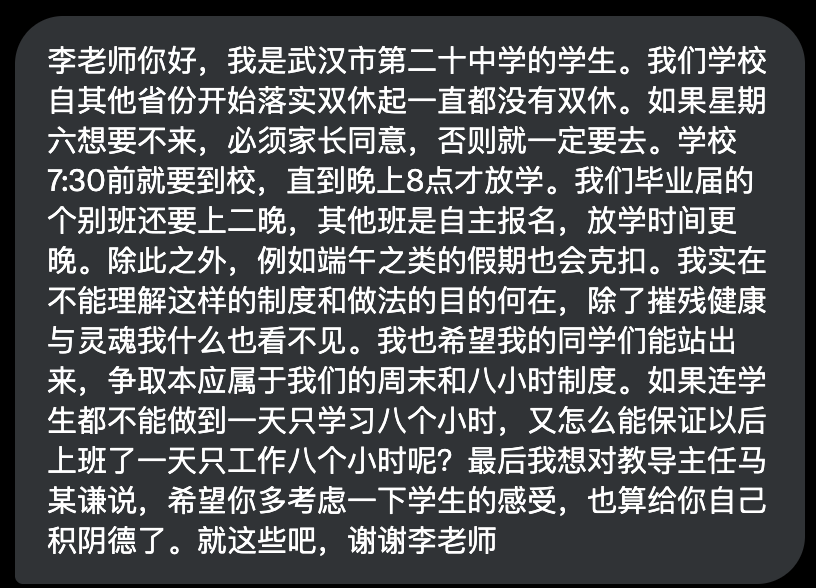 李老师你好，我是武汉市第二十中学的学生。我们学校
自其他省份开始落实双休起一直都没有双休。如果星期
六想要不来，必须家长同意，否则就一定要去。学校
7:30前就要到校，直到晚上8点才放学。我们毕业届的
个别班还要上二晚，其他班是自主报名，放学时间更
晚。除此之外，例如端午之类的假期也会克扣。我实在
不能理解这样的制度和做法的目的何在，除了摧残健康
与灵魂我什么也看不见。我也希望我的同学们能站出
来，争取本应属于我们的周末和八小时制度。如果连学
生都不能做到一天只学习八个小时，又怎么能保证以后
上班了一天只工作八个小时呢？最后我想对教导主任马
某谦说，希望你多考虑一下学生的感受，也算给你自己
积阴德了。就这些吧，谢谢李老师